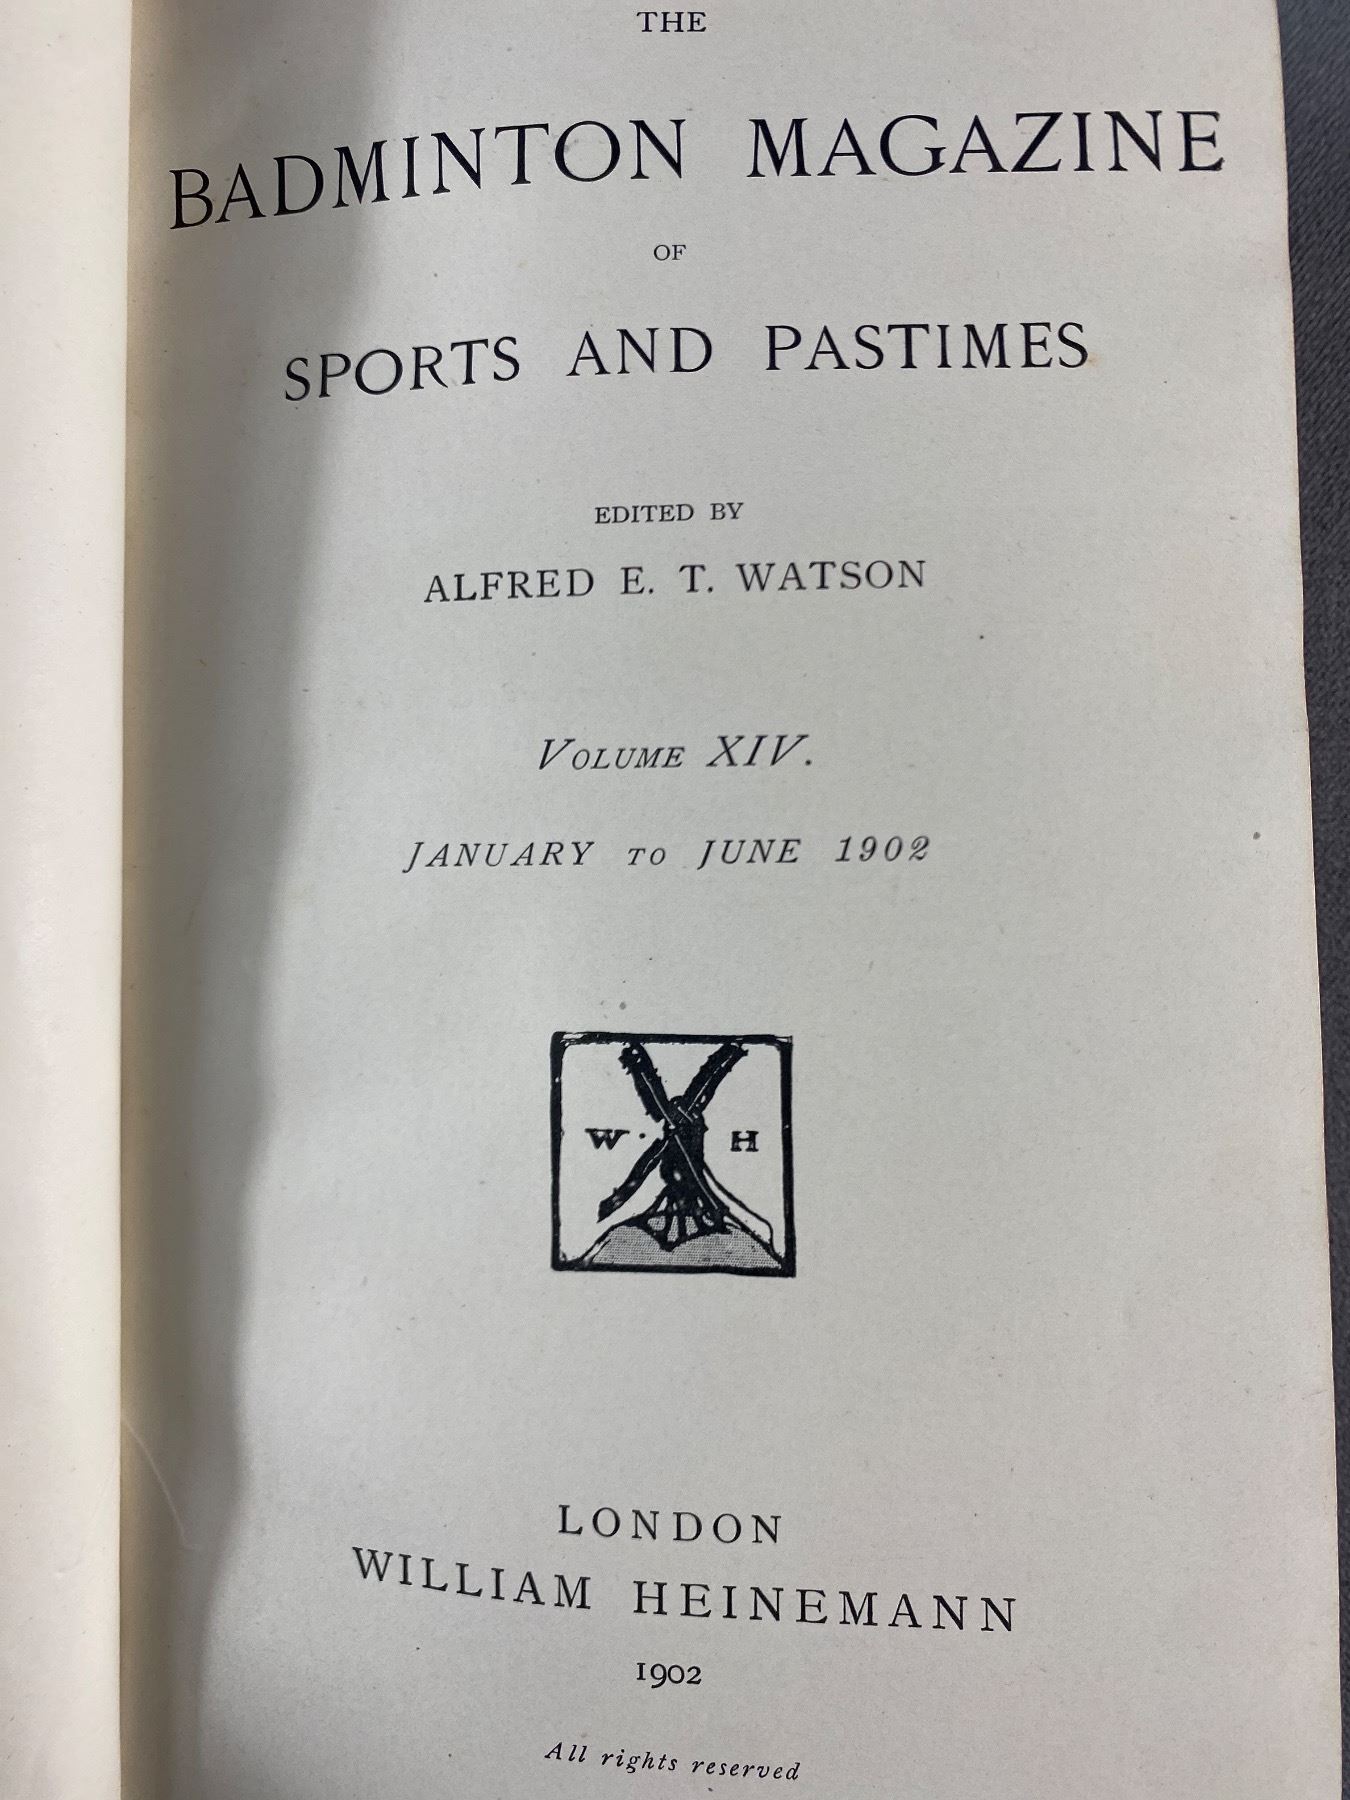 THE
BADMINTON MAGAZINE
OF
SPORTS AND PASTIMES
EDITED BY
ALFRED E. T. WATSON
VOLUME XIV.
JANUARY TO JUNE 1902
W. H
LONDON
WILLIAM HEINEMANN
1902
All rights reserved